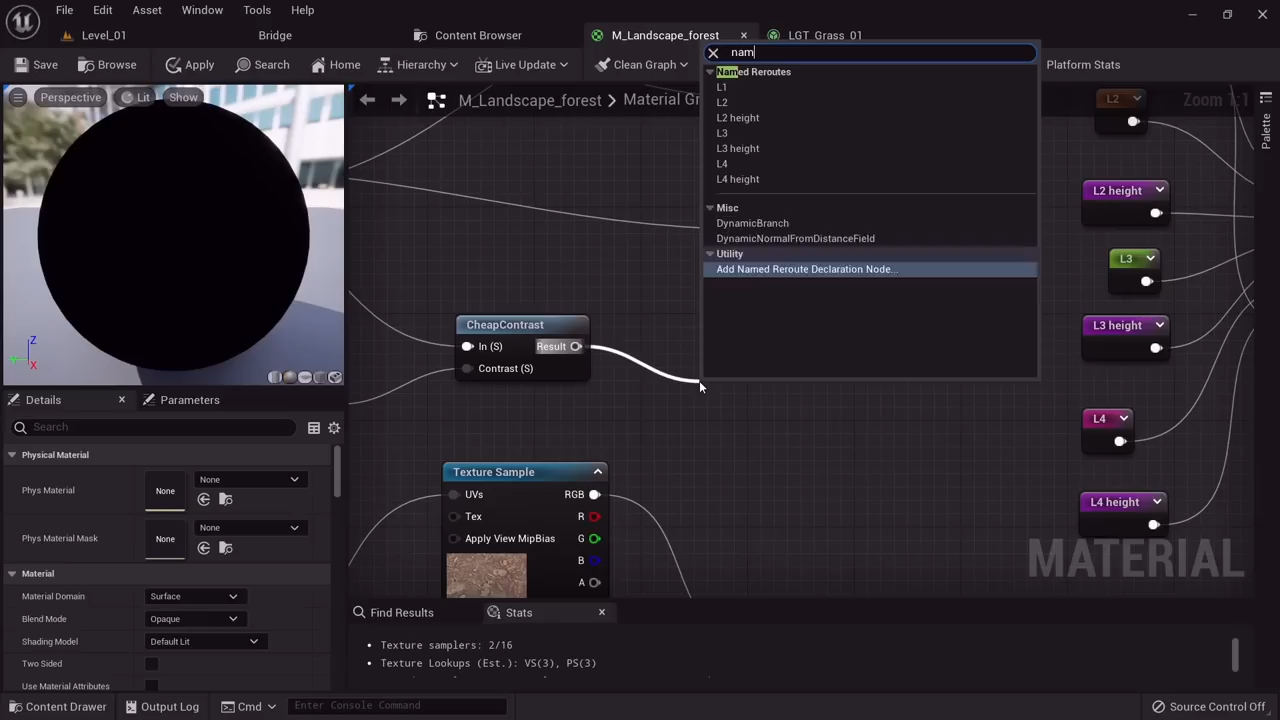 File Edit Asset Window Tools Help
Level_01 Bridge Content Browser M_Landscape_forest LGT_Grass_01
Save Browse Apply Search Home Hierarchy Live Update Clean Graph Platform Stats
nam
Named Reroutes
L1
L2
L2 height
L3
L3 height
L4
L4 height
Misc
DynamicBranch
DynamicNormalFromDistanceField
Utility
Add Named Reroute Declaration Node...
Perspective Lit Show
M_Landscape_forest Material Gr
Zoom 1:1
Palette
L2
L2 height
L3
L3 height
L4
L4 height
CheapContrast
In (S) Result
Contrast (S)
Texture Sample
UVs RGB
Tex R
Apply View MipBias G
B
A
MATERIAL
Z
X
Details Parameters
Search
Physical Material
Phys Material None None
Phys Material Mask None None
Material
Material Domain Surface
Blend Mode Opaque
Shading Model Default Lit
Two Sided
Use Material Attributes
Find Results Stats
Texture samplers: 2/16
Texture Lookups (Est.): VS(3), PS(3)
Content Drawer Output Log Cmd Enter Console Command Source Control Off